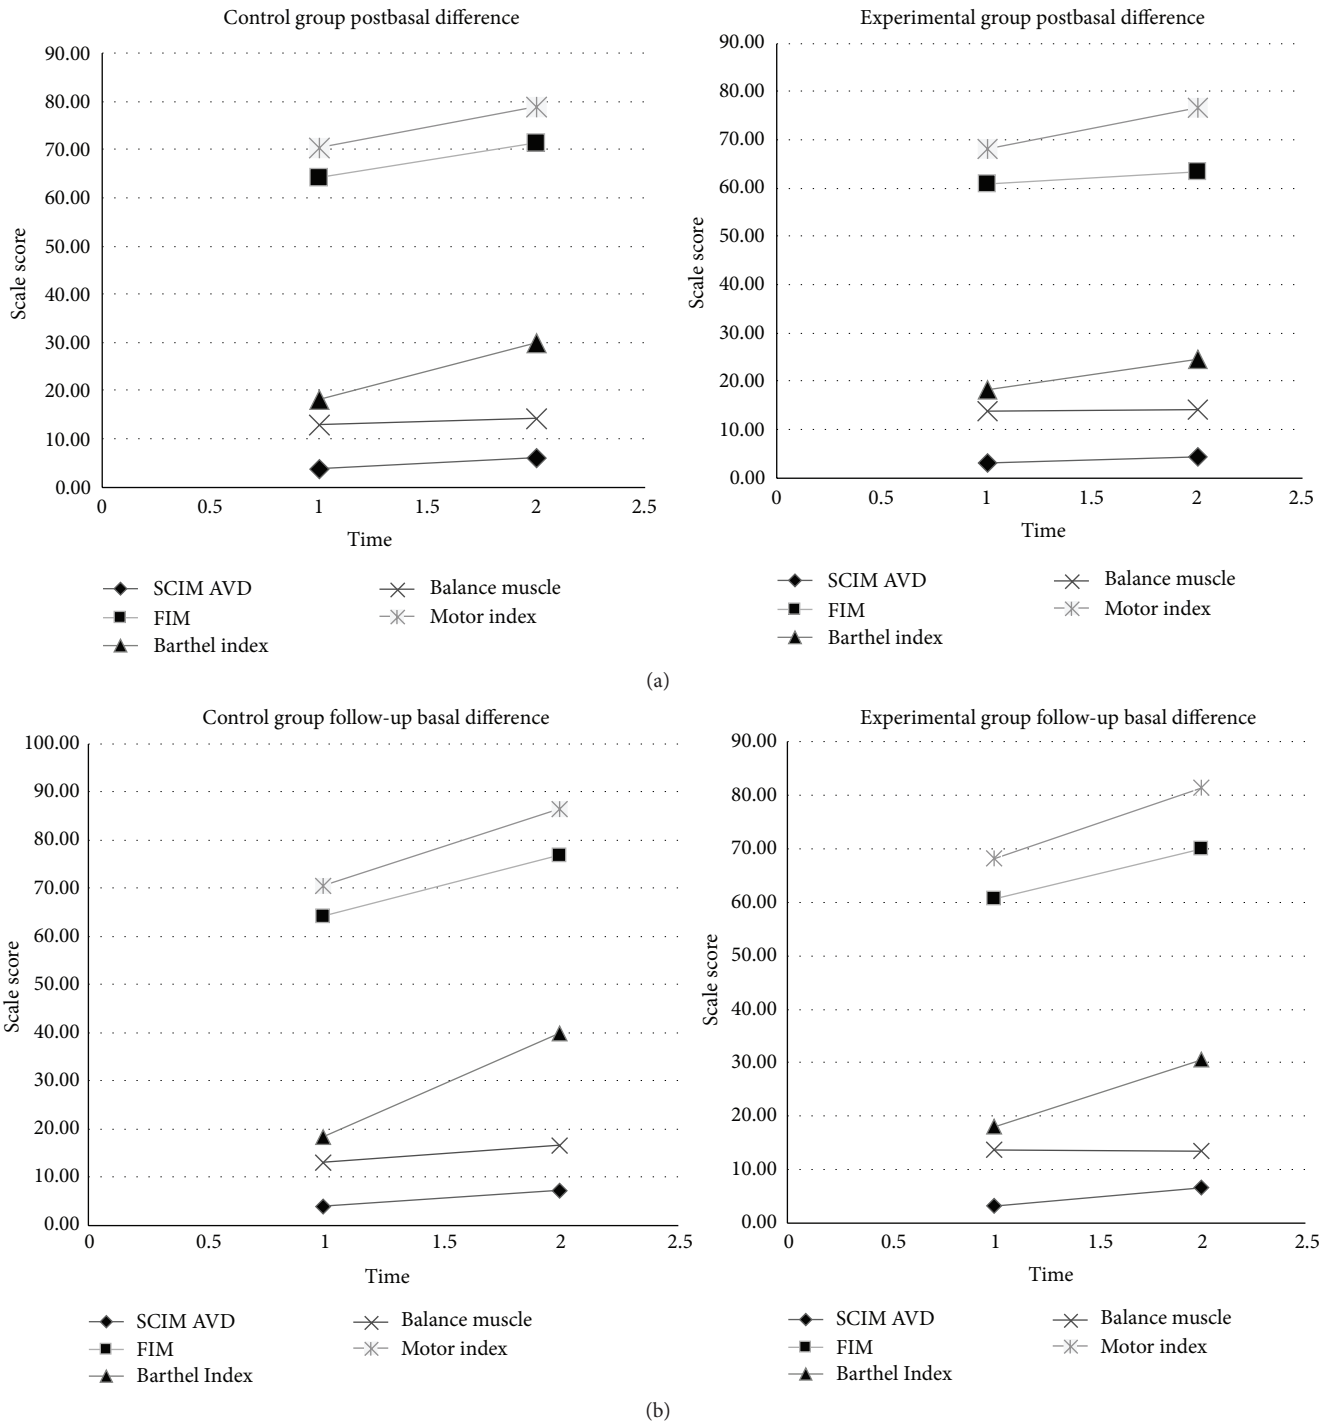 Control group postbasal difference
90.00
80.00
70.00
60.00
50.00
40.00
30.00
20.00
10.00
0.00
Scale score
0 0.5 1 1.5 2 2.5
Time
SCIM AVD
FIM
Barthel index
Balance muscle
Motor index
Experimental group postbasal difference
90.00
80.00
70.00
60.00
50.00
40.00
30.00
20.00
10.00
0.00
Scale score
0 0.5 1 1.5 2 2.5
Time
SCIM AVD
FIM
Barthel index
Balance muscle
Motor index
(a)
Control group follow-up basal difference
100.00
90.00
80.00
70.00
60.00
50.00
40.00
30.00
20.00
10.00
0.00
Scale score
0 0.5 1 1.5 2 2.5
Time
SCIM AVD
FIM
Barthel Index
Balance muscle
Motor index
Experimental group follow-up basal difference
90.00
80.00
70.00
60.00
50.00
40.00
30.00
20.00
10.00
0.00
Scale score
0 0.5 1 1.5 2 2.5
Time
SCIM AVD
FIM
Barthel Index
Balance muscle
Motor index
(b)